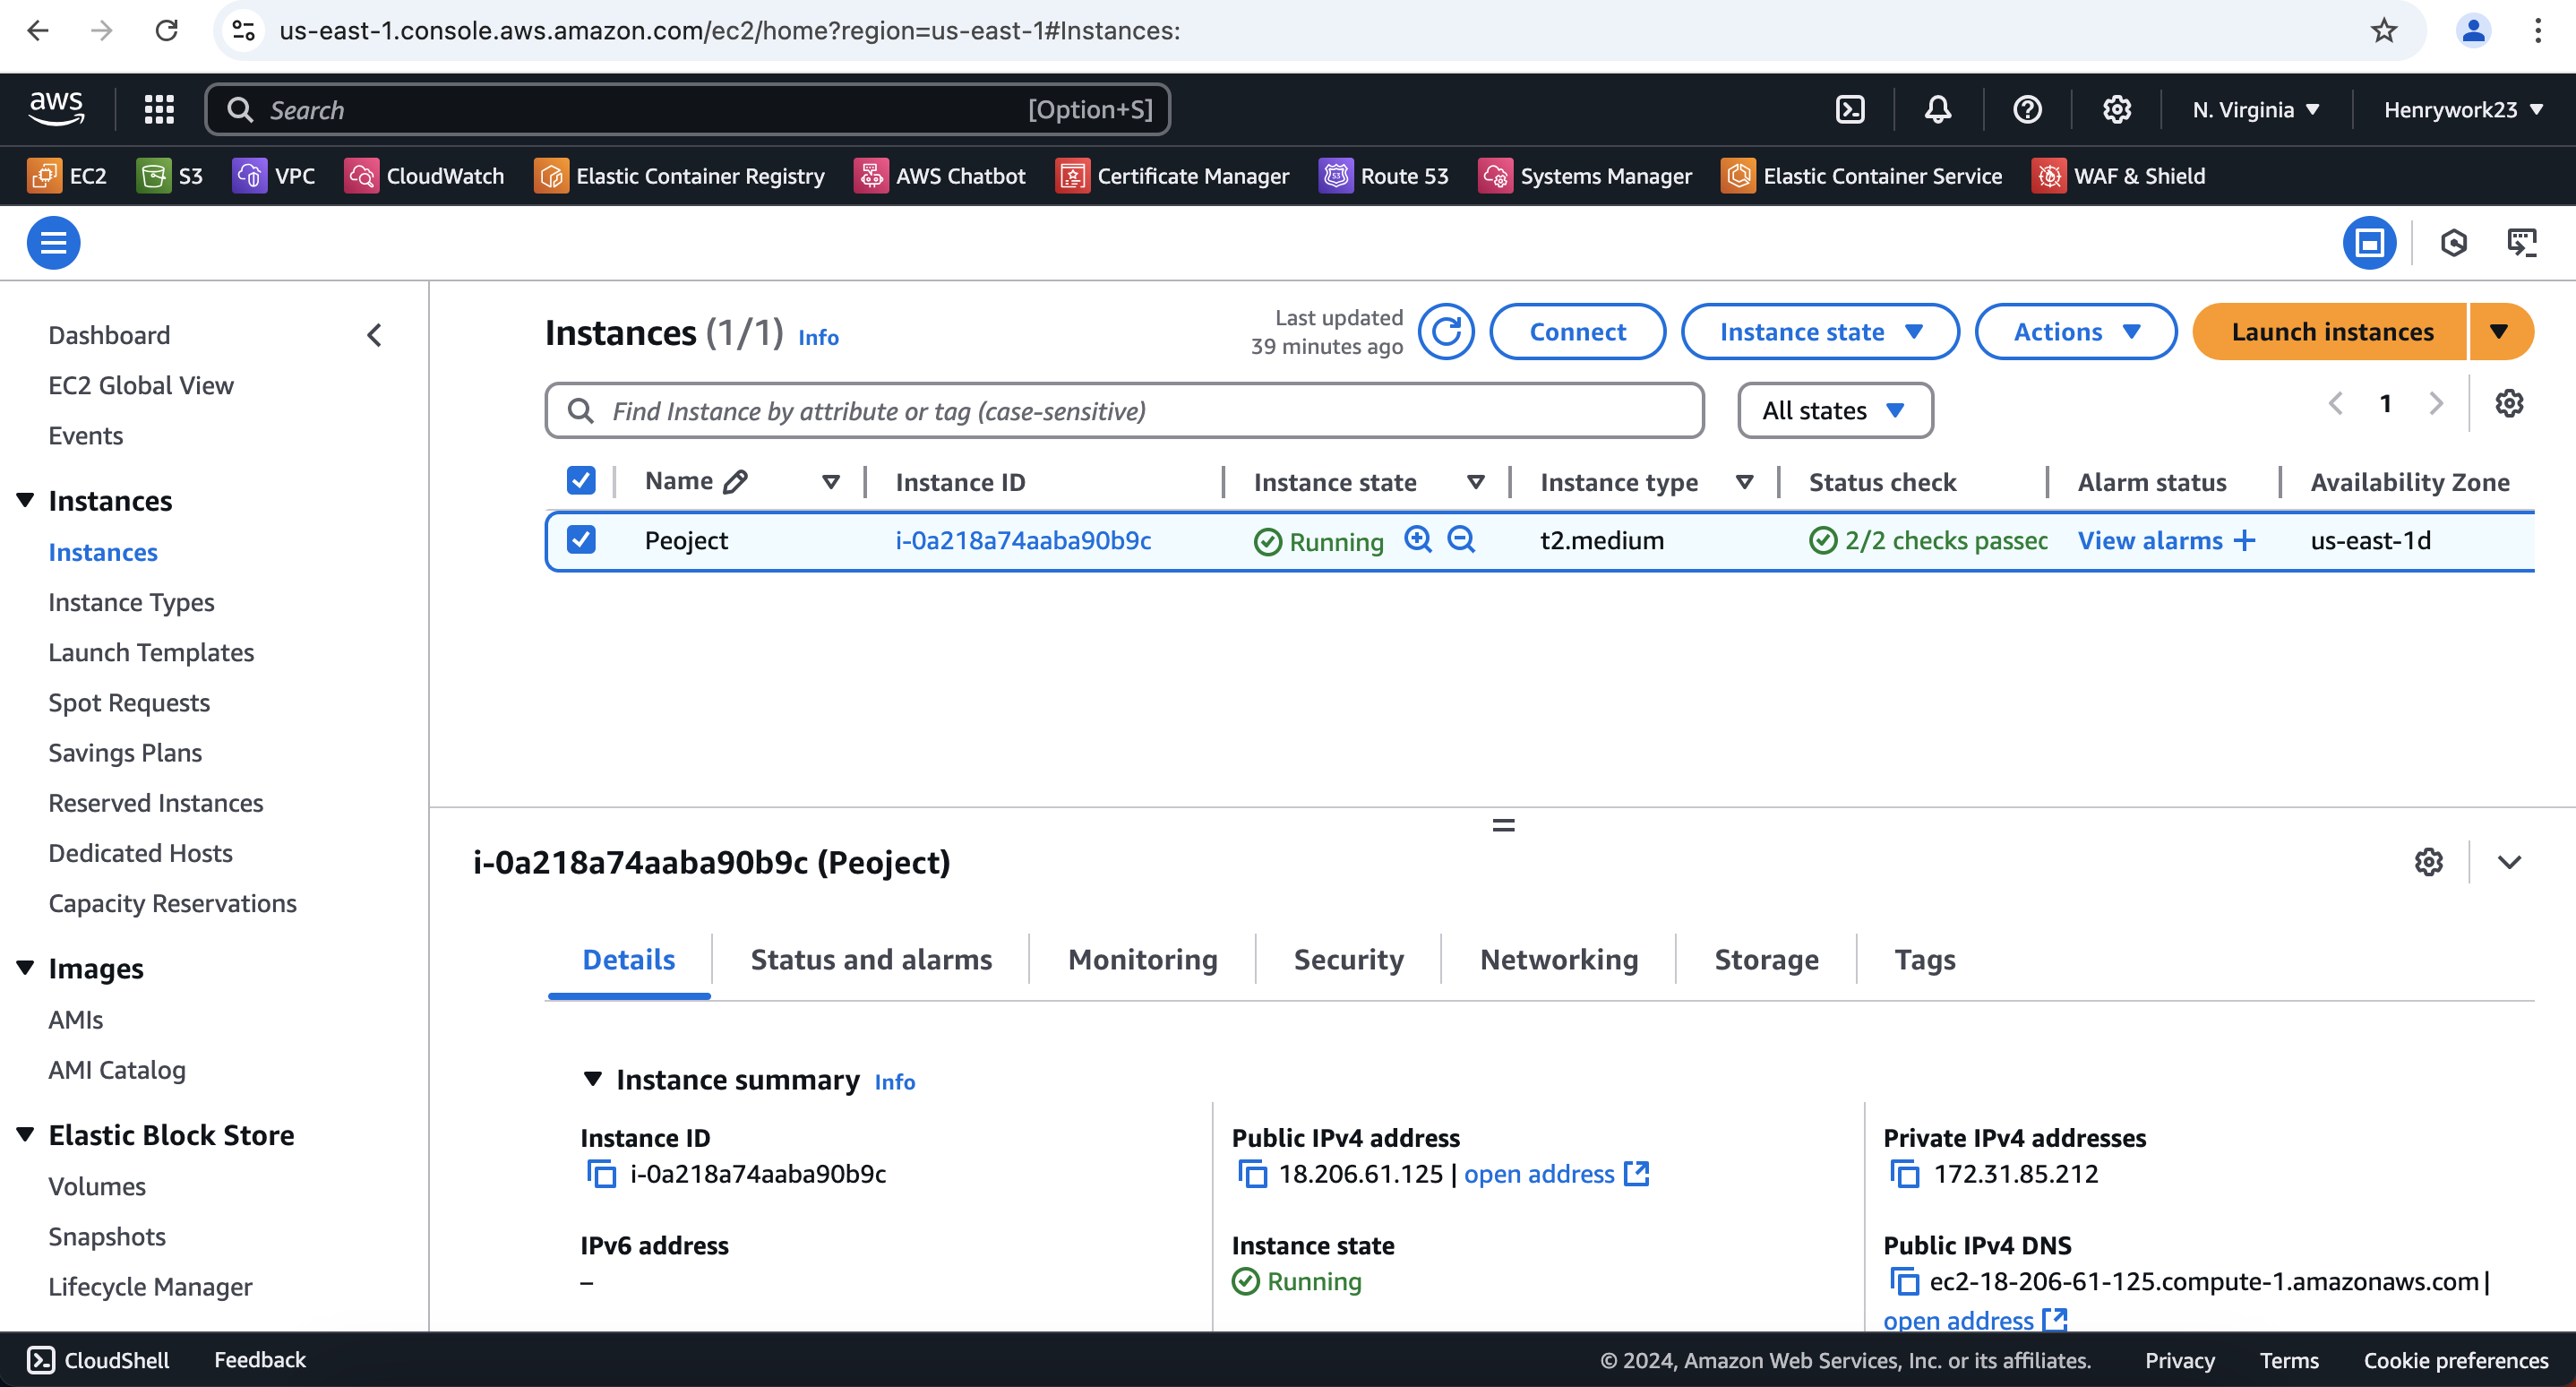 us-east-1.console.aws.amazon.com/ec2/home?region=us-east-1#Instances:
aws Search [Option+S] N. Virginia Henrywork23
EC2 S3 VPC CloudWatch Elastic Container Registry AWS Chatbot Certificate Manager Route 53 Systems Manager Elastic Container Service WAF & Shield
Dashboard
EC2 Global View
Events
Instances
Instances
Instance Types
Launch Templates
Spot Requests
Savings Plans
Reserved Instances
Dedicated Hosts
Capacity Reservations
Images
AMIs
AMI Catalog
Elastic Block Store
Volumes
Snapshots
Lifecycle Manager
Instances (1/1) Info
Last updated
39 minutes ago
Connect Instance state Actions Launch instances
Find Instance by attribute or tag (case-sensitive) All states 1
Name Instance ID Instance state Instance type Status check Alarm status Availability Zone
Peoject i-0a218a74aaba90b9c Running t2.medium 2/2 checks passec View alarms + us-east-1d
i-0a218a74aaba90b9c (Peoject)
Details Status and alarms Monitoring Security Networking Storage Tags
Instance summary Info
Instance ID
i-0a218a74aaba90b9c
Public IPv4 address
18.206.61.125 | open address
Private IPv4 addresses
172.31.85.212
IPv6 address
–
Instance state
Running
Public IPv4 DNS
ec2-18-206-61-125.compute-1.amazonaws.com |
open address
CloudShell Feedback © 2024, Amazon Web Services, Inc. or its affiliates. Privacy Terms Cookie preferences